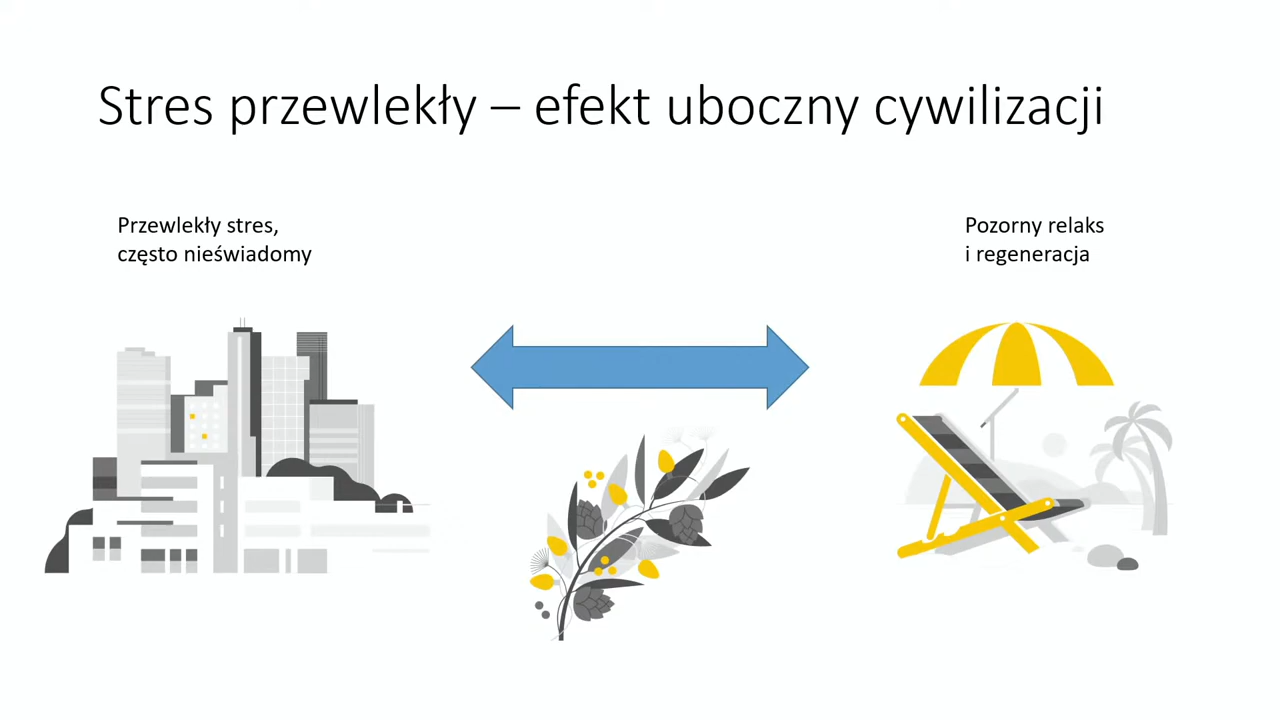 Stres przewlekły – efekt uboczny cywilizacji
Przewlekły stres,
często nieświadomy
Pozorny relaks
i regeneracja